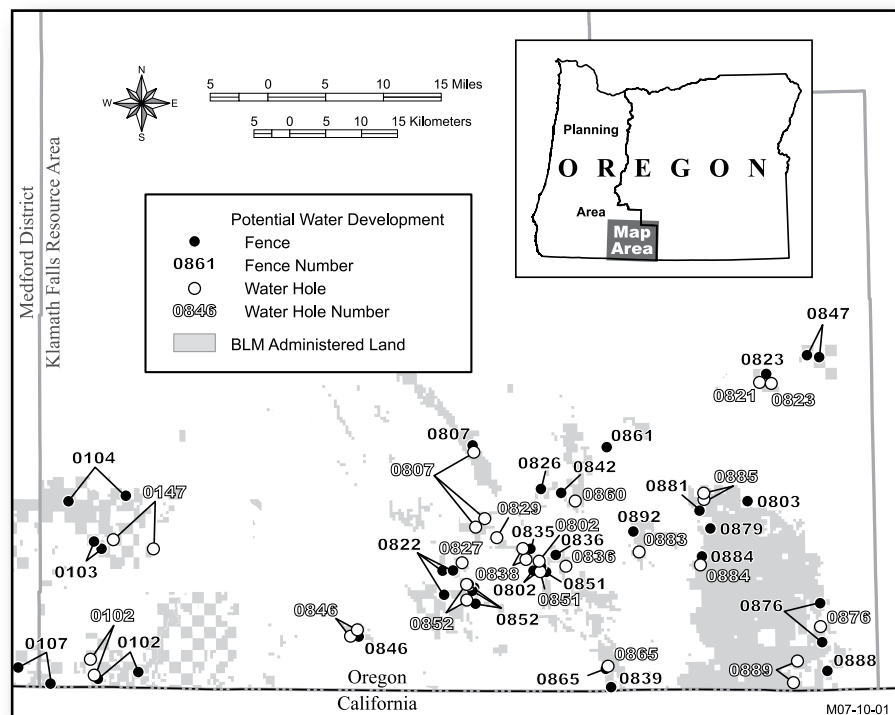 N
W E
S
5 0 5 10 15 Miles
5 0 5 15 Kilometers
Planning
OREGON
Area
Map
Area
Medford District
Klamath Falls Resource Area
Potential Water Development
Fence
0861 Fence Number
Water Hole
0846 Water Hole Number
BLM Administered Land
0847
0823
0821 0823
0807
0861
0807
0826 0842
0860
0104
0147
0881 0885
0803
0829
0835 0802
0836
0892
0883
0879
0822
0827
0838
0836
0884
0884
0103
0802 0851
0851
0852 0852
0846
0846
0876
0876
0102
0107
0102
0865
0865
0839
0889
0888
Oregon
California
M07-10-01